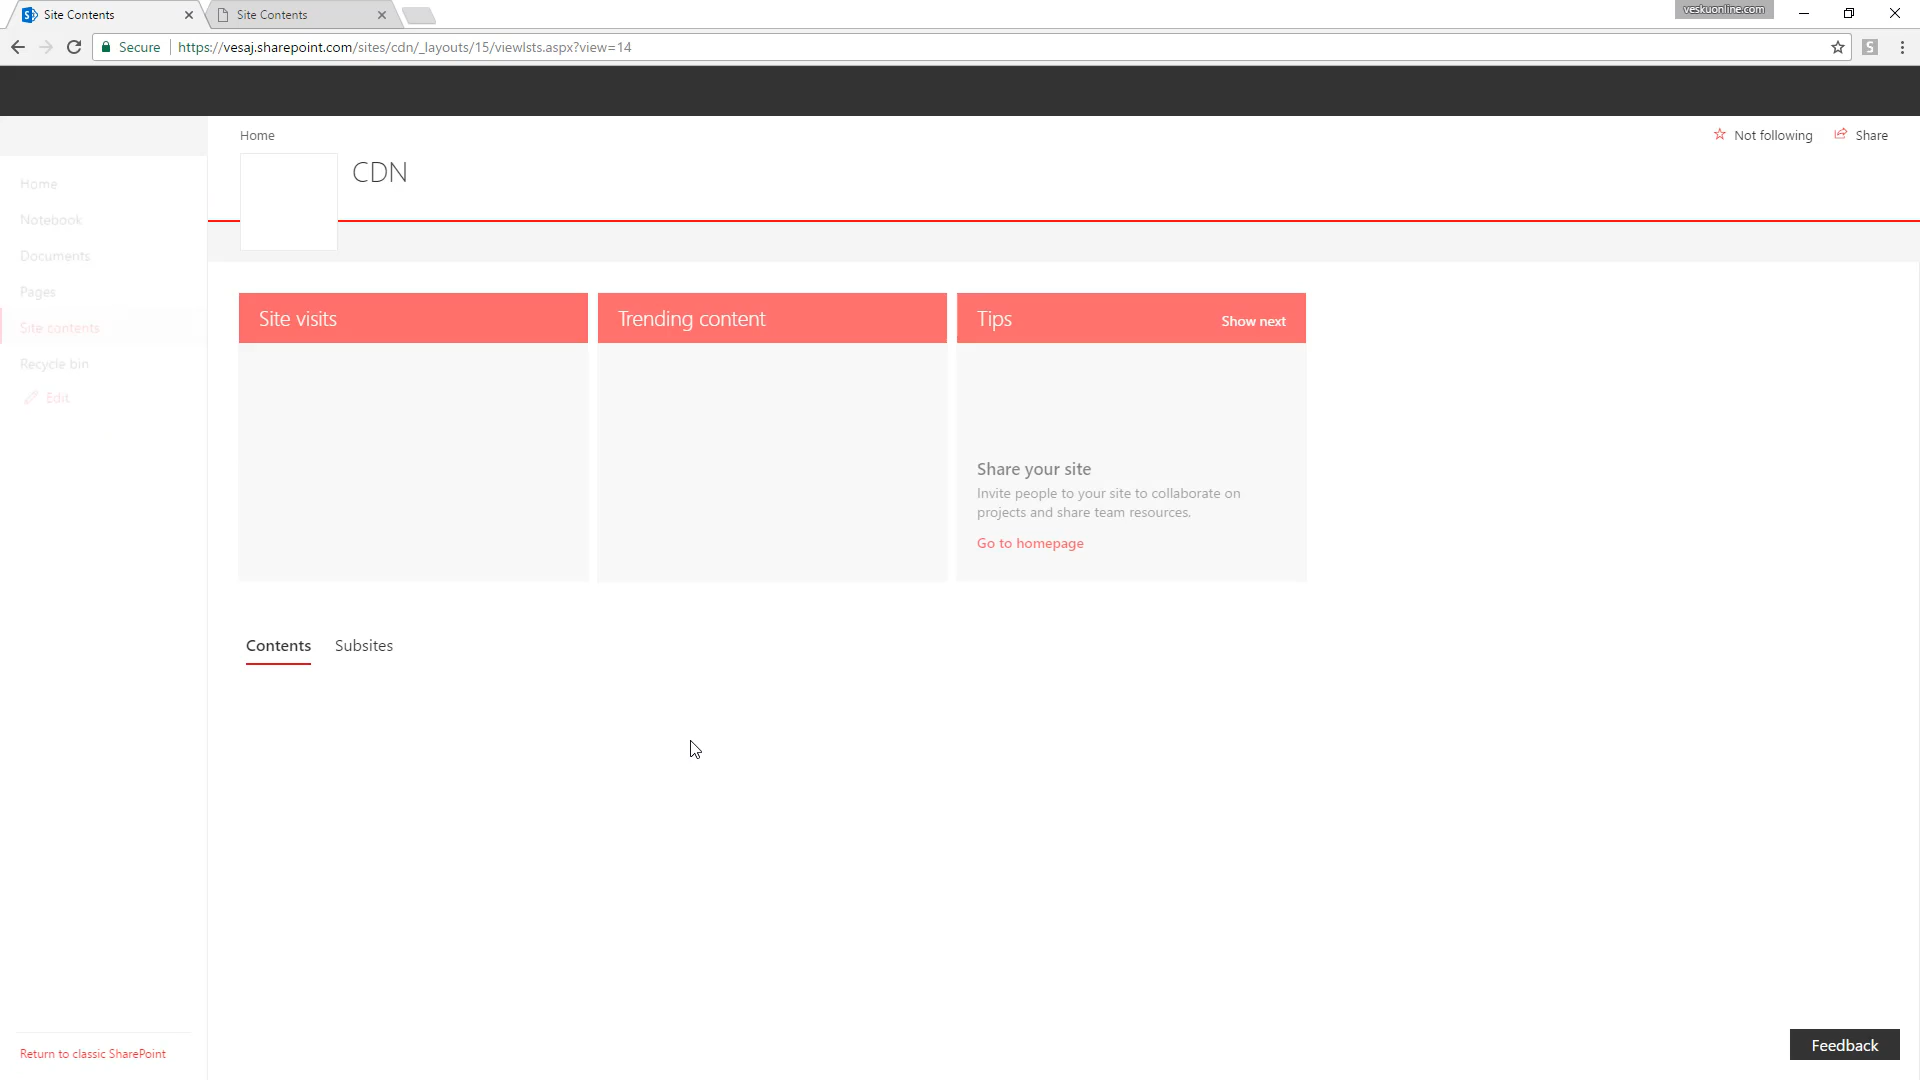 Site Contents
Site Contents
veskuonline.com
Secure
https://vesaj.sharepoint.com/sites/cdn/_layouts/15/viewlsts.aspx?view=14
S
Home
Not following
Share
CDN
Home
Notebook
Documents
Pages
Site contents
Recycle bin
Edit
Site visits
Trending content
Tips
Show next
Share your site
Invite people to your site to collaborate on
projects and share team resources.
Go to homepage
Contents
Subsites
Return to classic SharePoint
Feedback